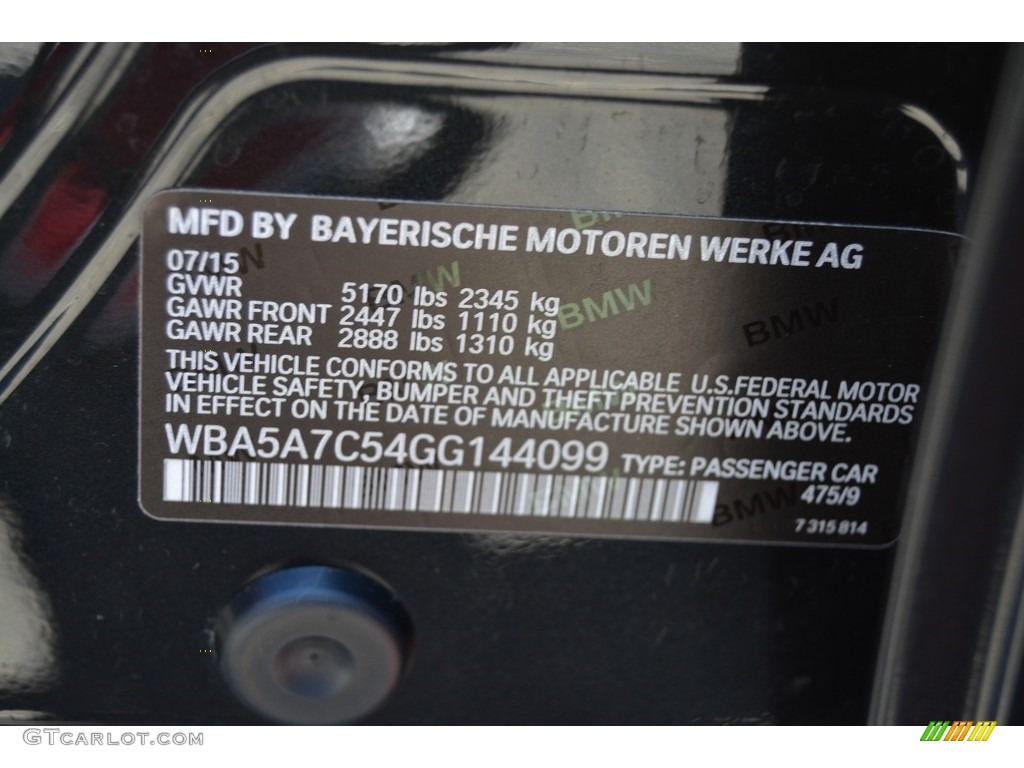 MFD BY BAYERISCHE MOTOREN WERKE AG
07/15
GVWR 5170 lbs 2345 kg
GAWR FRONT 2447 lbs 1110 kg
GAWR REAR 2888 lbs 1310 kg
THIS VEHICLE CONFORMS TO ALL APPLICABLE U.S.FEDERAL MOTOR
VEHICLE SAFETY, BUMPER AND THEFT PREVENTION STANDARDS
IN EFFECT ON THE DATE OF MANUFACTURE SHOWN ABOVE.
WBA5A7C54GG144099 TYPE: PASSENGER CAR
475/9
7 315 814
BMW
BMW
BMW
BMW
BMW
GTCARLOT.COM